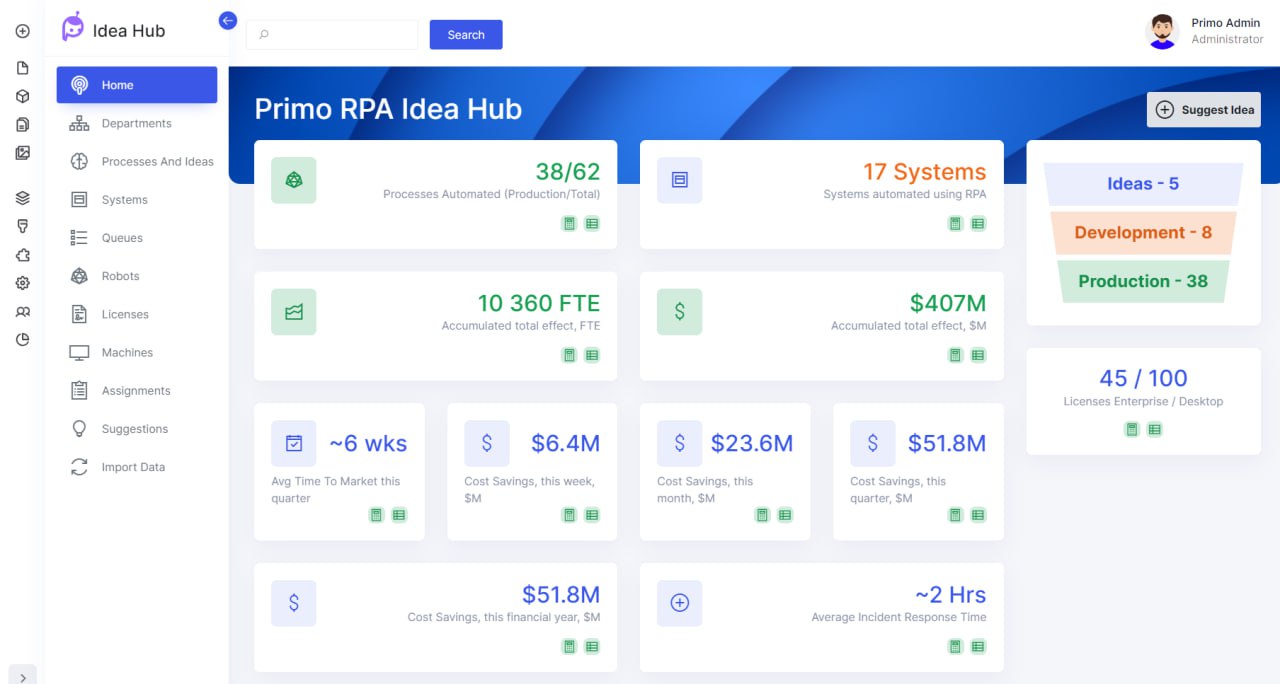 Idea Hub
Search
Primo Admin
Administrator
Home
Departments
Processes And Ideas
Systems
Queues
Robots
Licenses
Machines
Assignments
Suggestions
Import Data
Primo RPA Idea Hub
Suggest Idea
38/62
Processes Automated (Production/Total)
17 Systems
Systems automated using RPA
Ideas - 5
Development - 8
Production - 38
10 360 FTE
Accumulated total effect, FTE
$407M
Accumulated total effect, $M
45 / 100
Licenses Enterprise / Desktop
~6 wks
Avg Time To Market this
quarter
$6.4M
Cost Savings, this week,
$M
$23.6M
Cost Savings, this
month, $M
$51.8M
Cost Savings, this
quarter, $M
$51.8M
Cost Savings, this financial year, $M
~2 Hrs
Average Incident Response Time